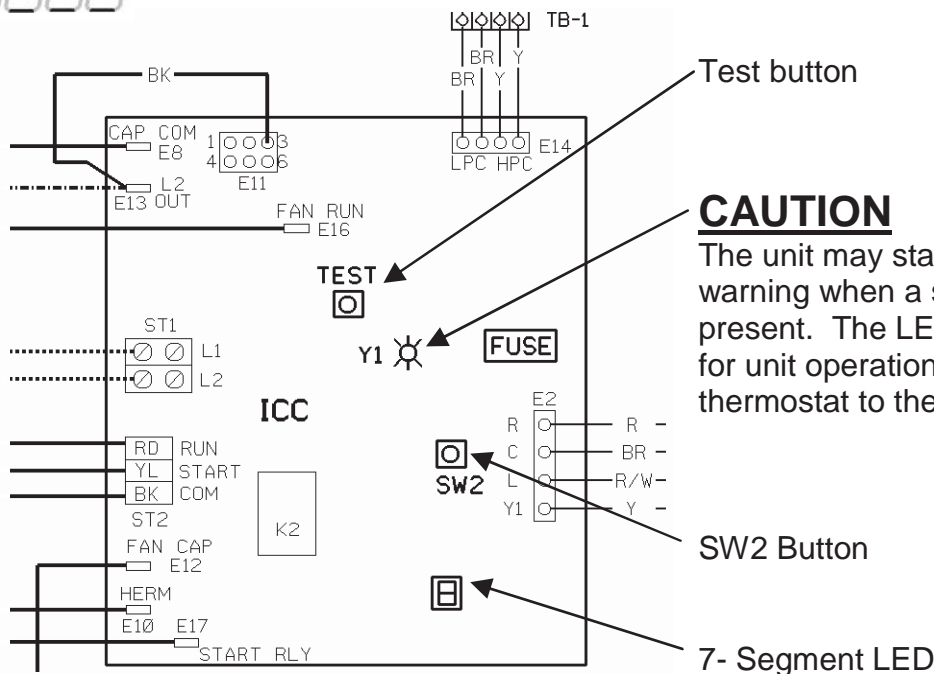 TB-1
BK
BR Y
BR Y
Test button
CAP COM
E8
1 3
4 6
E11
E14
LPC HPC
L2
E13 OUT
FAN RUN
E16
CAUTION
The unit may sta
warning when a s
present. The LE
for unit operation
thermostat to the
TEST
ST1
L1
L2
Y1
FUSE
ICC
E2
R R
C BR
L R/W
Y1 Y
RD RUN
YL START
BK COM
ST2
SW2
K2
SW2 Button
FAN CAP
E12
HERM
E10 E17
START RLY
7- Segment LED